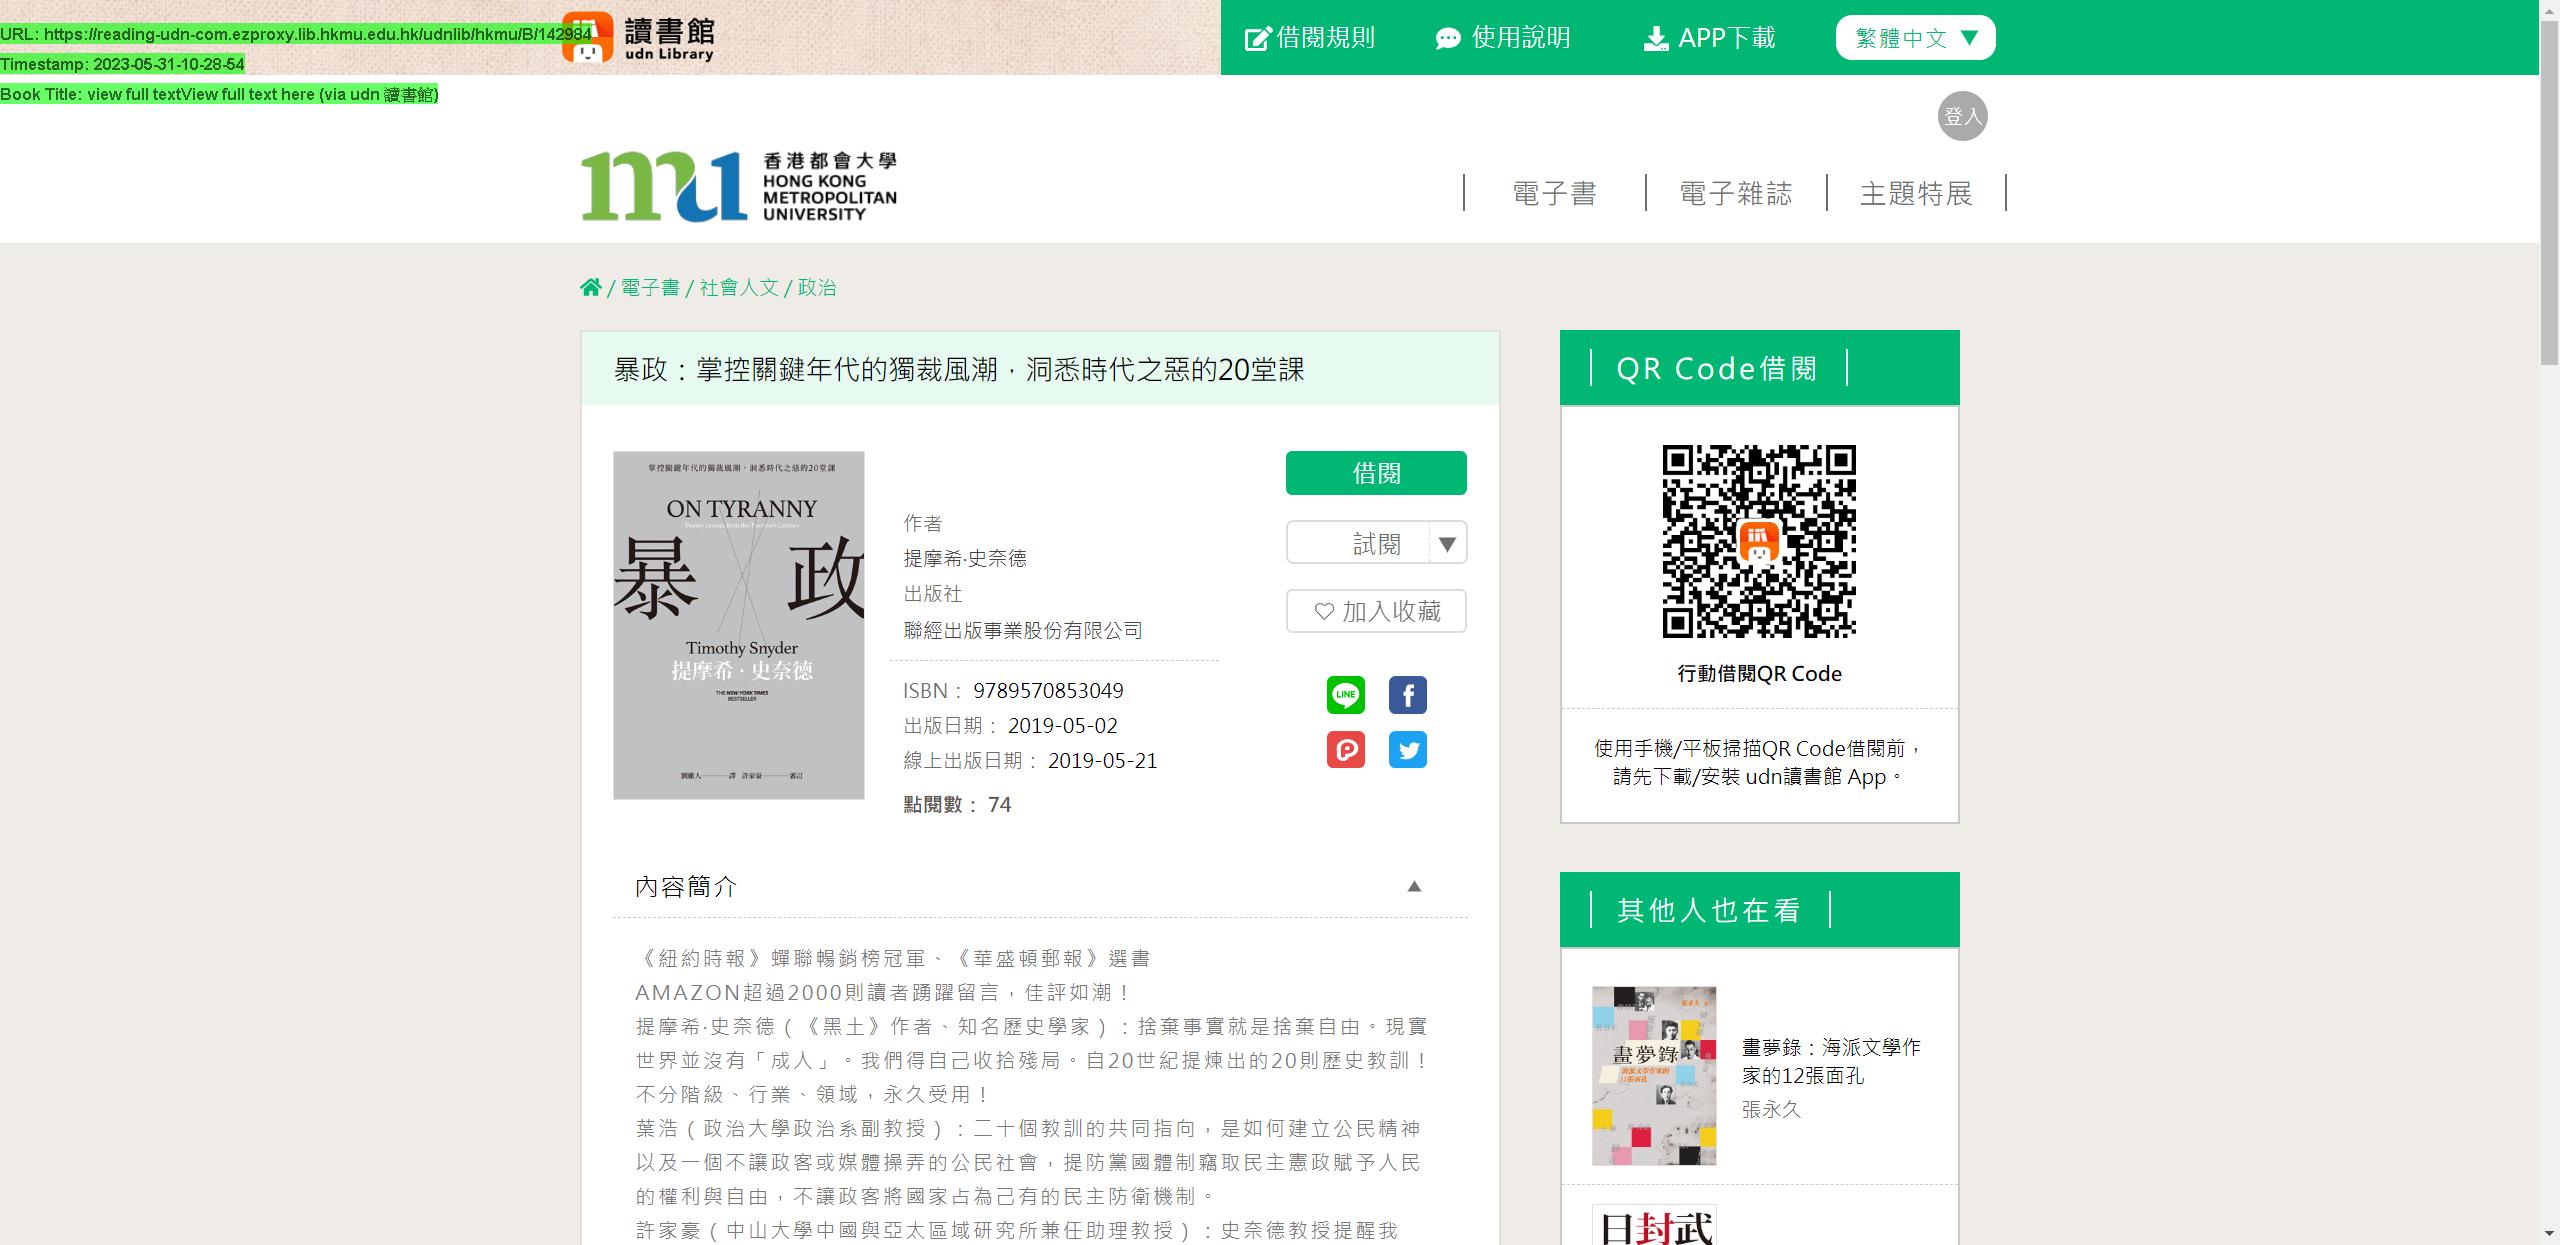 URL: https://reading-udn-com.ezproxy.lib.hkmu.edu.hk/udnlib/hkmu/B/142984
Timestamp: 2023-05-31-10-28-54
Book Title: view full textView full text here (via udn 讀書館)
讀書館
udn Library
借閱規則
使用說明
APP下載
繁體中文 ▼
登入
mu
香港都會大學
HONG KONG
METROPOLITAN
UNIVERSITY
電子書
電子雜誌
主題特展
/ 電子書 / 社會人文 / 政治
暴政：掌控關鍵年代的獨裁風潮，洞悉時代之惡的20堂課
掌控關鍵年代的獨裁風潮，洞悉時代之惡的20堂課
ON TYRANNY
Twenty Lessons from the Twentieth Century
暴政
Timothy Snyder
提摩希·史奈德
THE NEW YORK TIMES
BESTSELLER
劉維人 譯 許家豪 審訂
作者
提摩希·史奈德
出版社
聯經出版事業股份有限公司
ISBN： 9789570853049
出版日期： 2019-05-02
線上出版日期： 2019-05-21
點閱數： 74
借閱
試閱
加入收藏
LINE
內容簡介
《紐約時報》蟬聯暢銷榜冠軍、《華盛頓郵報》選書
AMAZON超過2000則讀者踴躍留言，佳評如潮！
提摩希·史奈德（《黑土》作者、知名歷史學家）：捨棄事實就是捨棄自由。現實
世界並沒有「成人」。我們得自己收拾殘局。自20世紀提煉出的20則歷史教訓！
不分階級、行業、領域，永久受用！
葉浩（政治大學政治系副教授）：二十個教訓的共同指向，是如何建立公民精神
以及一個不讓政客或媒體操弄的公民社會，提防黨國體制竊取民主憲政賦予人民
的權利與自由，不讓政客將國家占為己有的民主防衛機制。
許家豪（中山大學中國與亞太區域研究所兼任助理教授）：史奈德教授提醒我
QR Code借閱
行動借閱QR Code
使用手機/平板掃描QR Code借閱前，
請先下載/安裝 udn讀書館 App。
其他人也在看
畫夢錄
海派文學作家的
12張面孔
張永久
畫夢錄：海派文學作
家的12張面孔
張永久
日封武